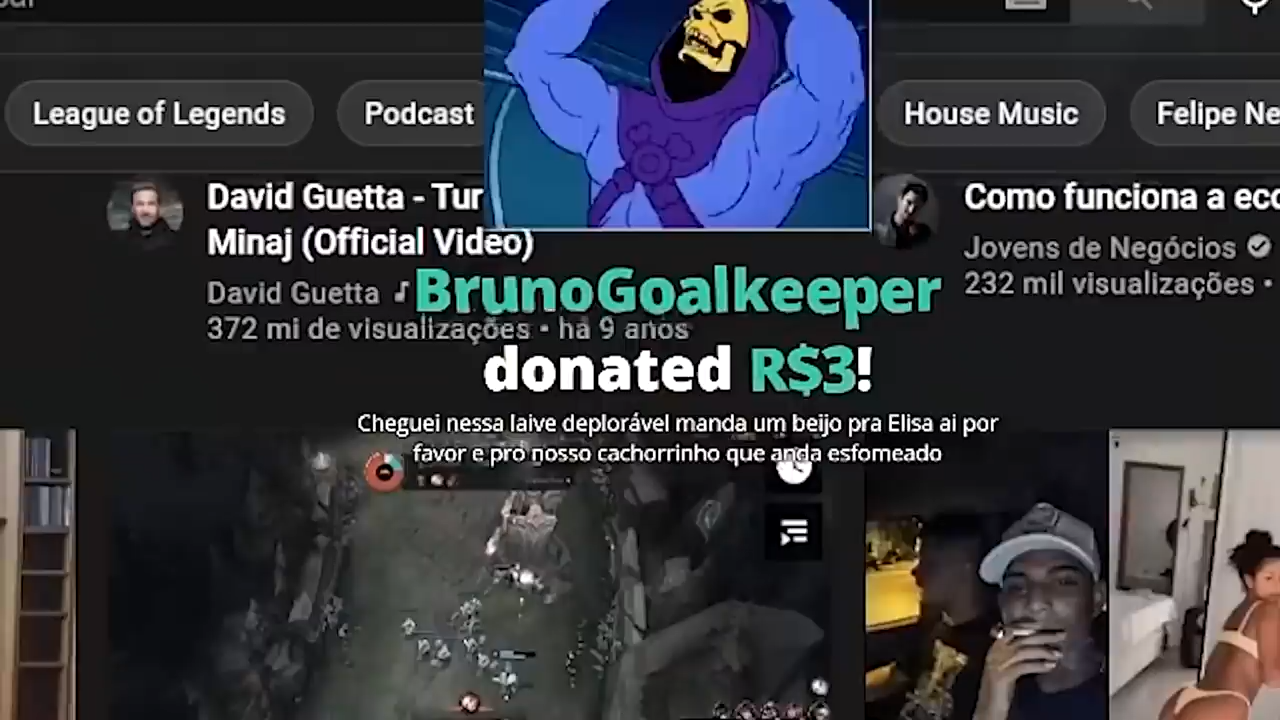 League of Legends
Podcast
House Music
Felipe Ne
David Guetta - Tur
Minaj (Official Video)
David Guetta
372 mi de visualizações • há 9 anos
Como funciona a eco
Jovens de Negócios
232 mil visualizações •
BrunoGoalkeeper
donated R$3!
Cheguei nessa laive deplorável manda um beijo pra Elisa ai por
favor e pro nosso cachorrinho que anda esfomeado